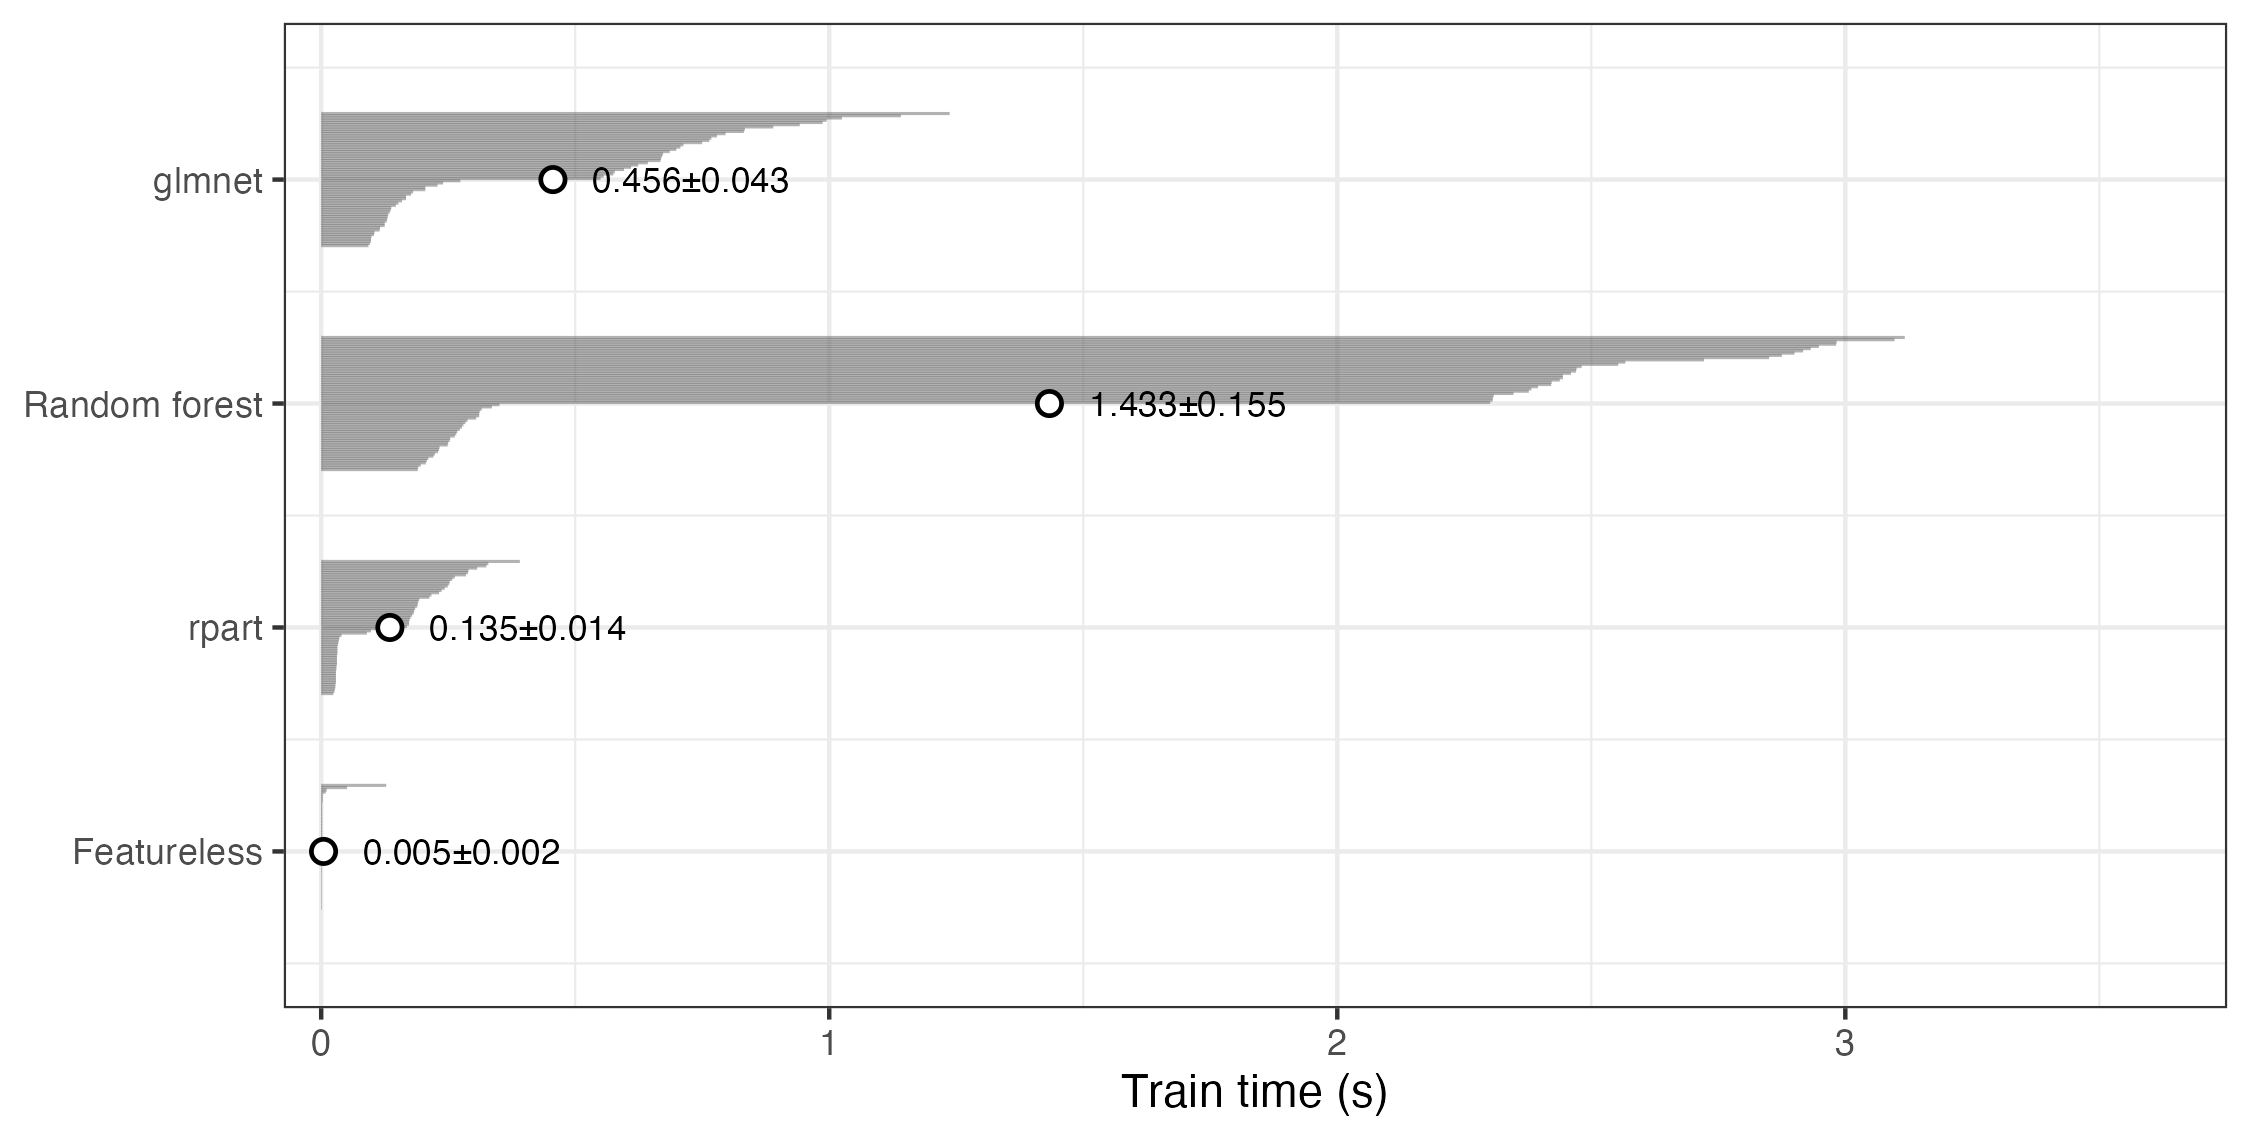 glmnet
0.456±0.043
Random forest
1.433±0.155
rpart
0.135±0.014
Featureless
0.005±0.002
0 1 2 3
Train time (s)